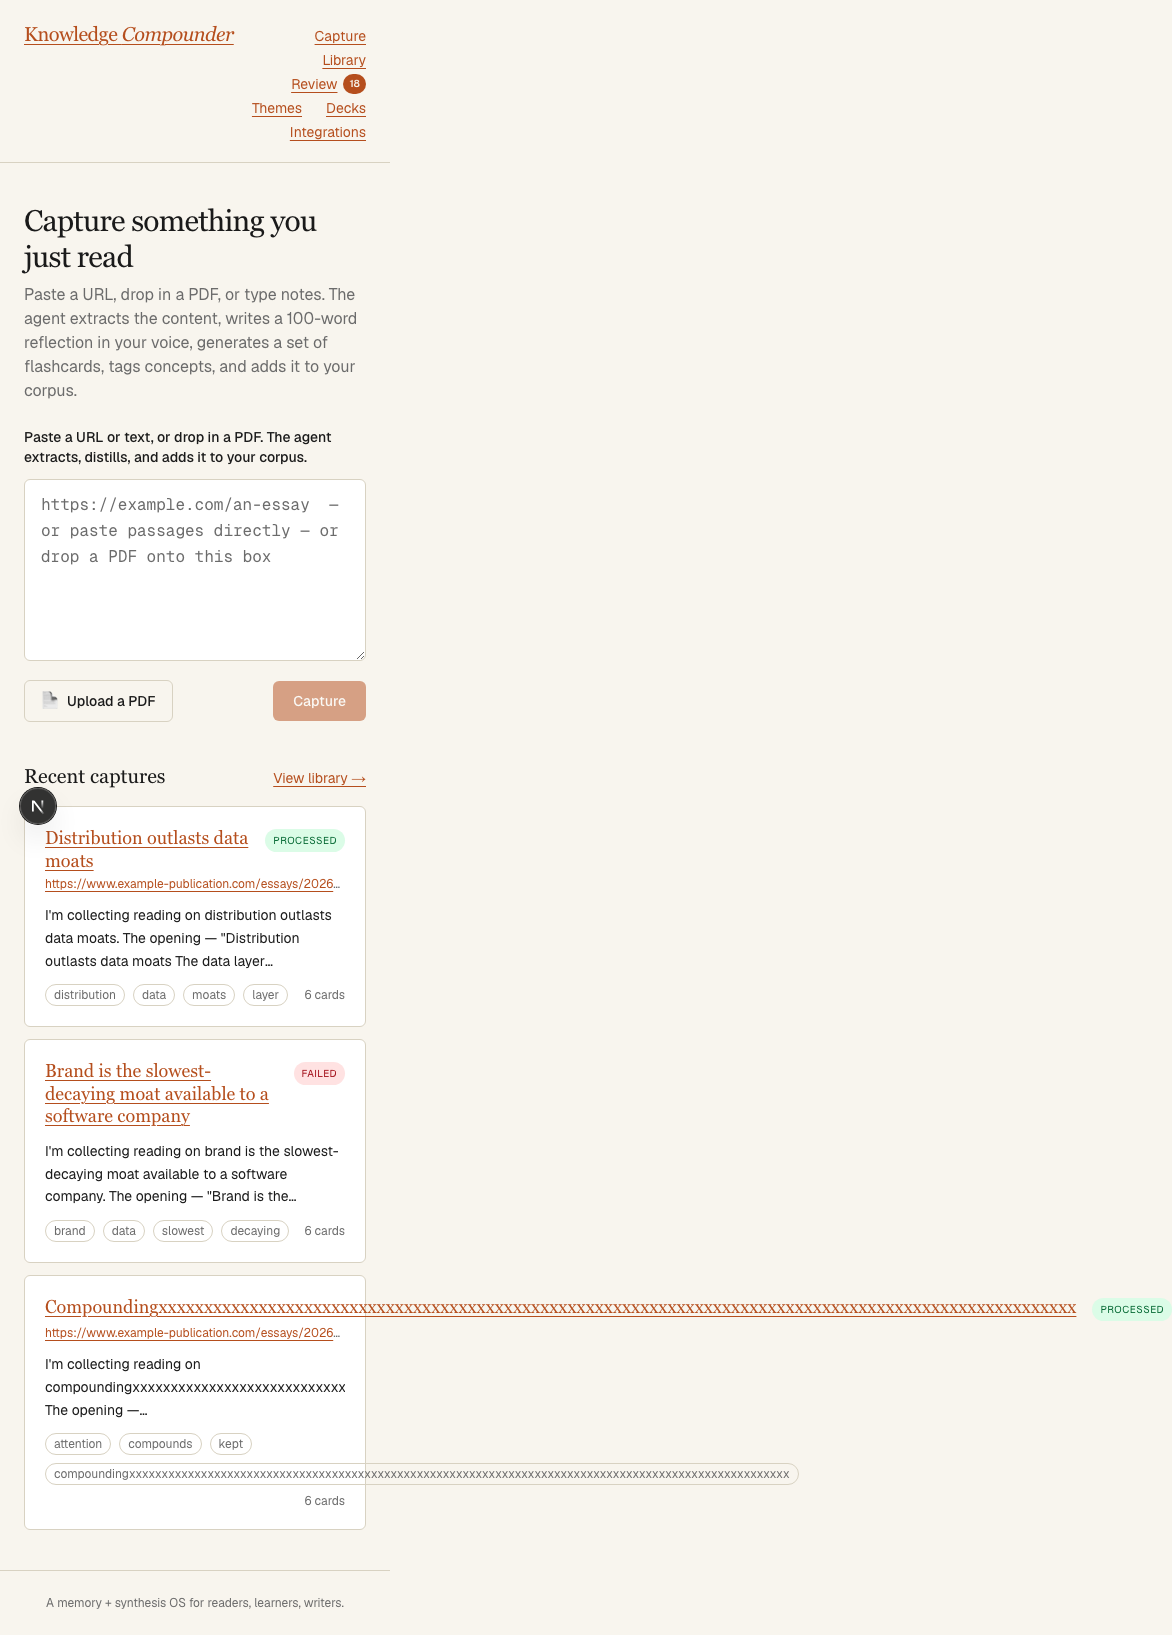 Knowledge Compounder
Capture
Library
Review 18
Themes Decks
Integrations
Capture something you
just read
Paste a URL, drop in a PDF, or type notes. The
agent extracts the content, writes a 100-word
reflection in your voice, generates a set of
flashcards, tags concepts, and adds it to your
corpus.
Paste a URL or text, or drop in a PDF. The agent
extracts, distills, and adds it to your corpus.
https://example.com/an-essay —
or paste passages directly — or
drop a PDF onto this box
Upload a PDF
Capture
Recent captures
View library →
N
Distribution outlasts data
moats
PROCESSED
https://www.example-publication.com/essays/2026…
I'm collecting reading on distribution outlasts
data moats. The opening — "Distribution
outlasts data moats The data layer…
distribution data moats layer 6 cards
Brand is the slowest-
decaying moat available to a
software company
FAILED
I'm collecting reading on brand is the slowest-
decaying moat available to a software
company. The opening — "Brand is the…
brand data slowest decaying 6 cards
PROCESSED
https://www.example-publication.com/essays/2026…
I'm collecting reading on
The opening —…
attention compounds kept
6 cards
A memory + synthesis OS for readers, learners, writers.